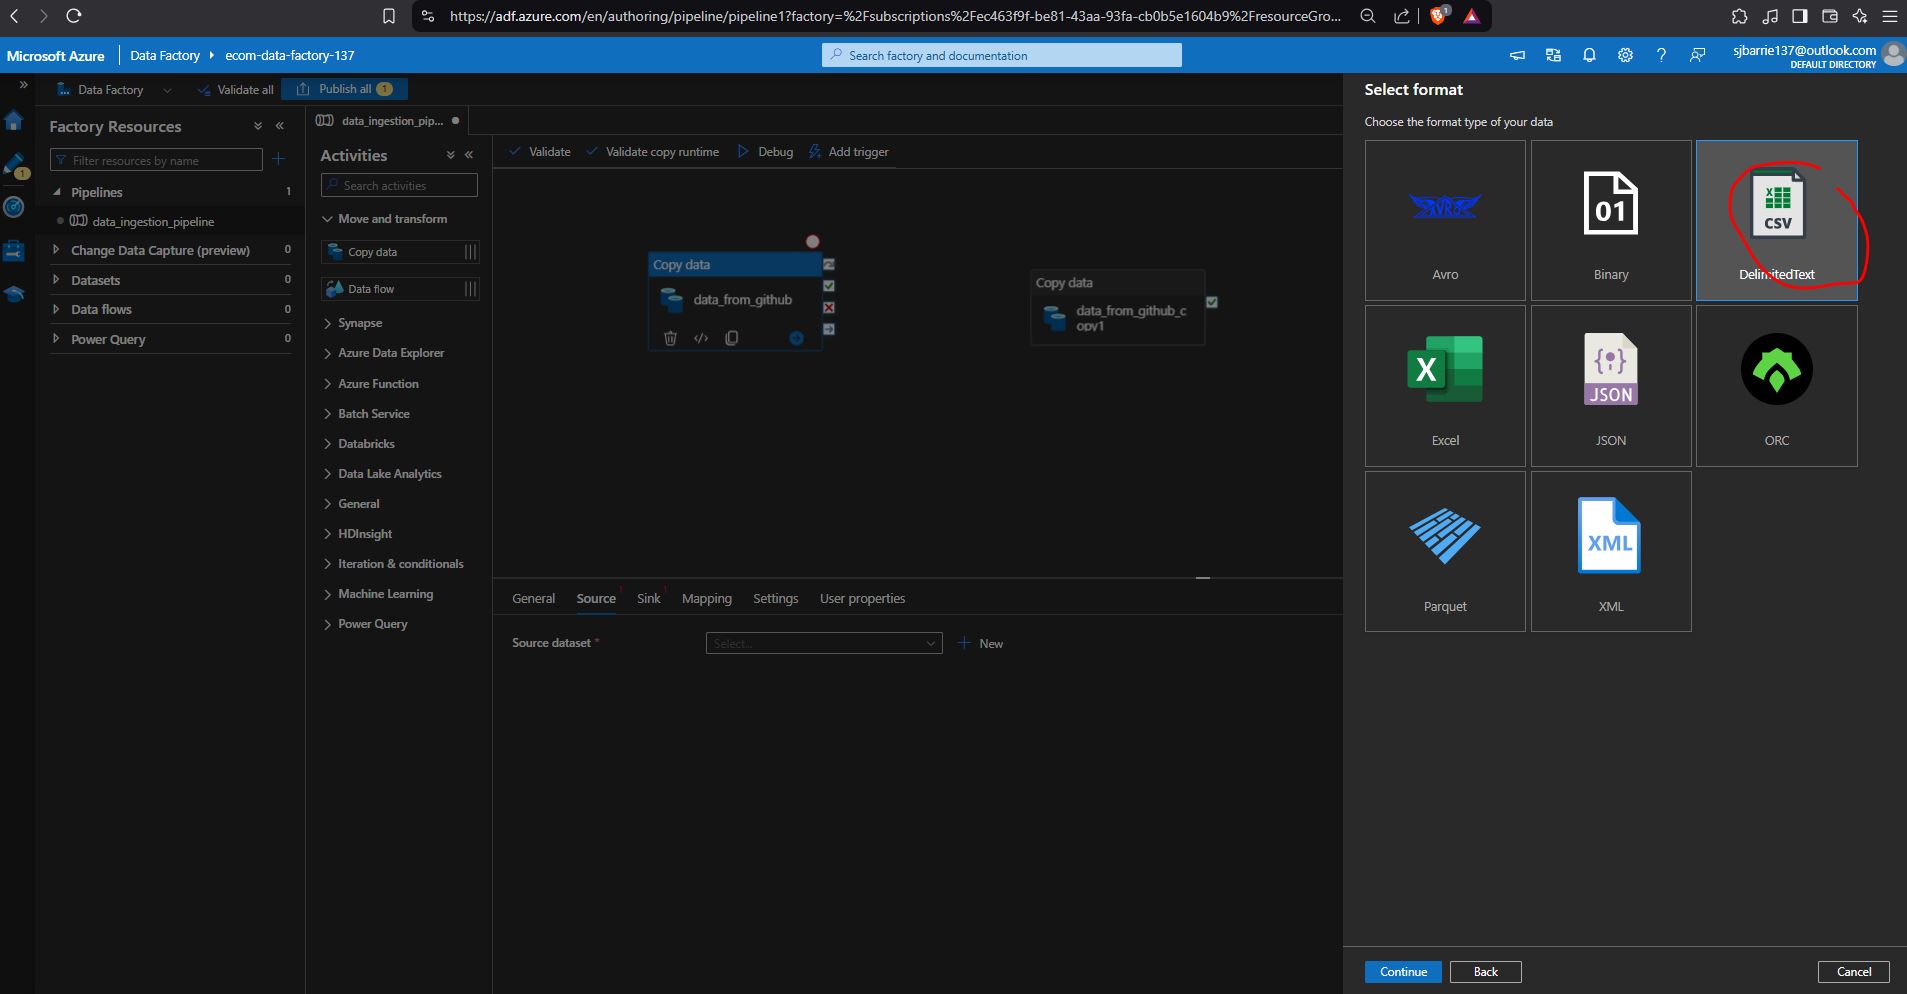 https://adf.azure.com/en/authoring/pipeline/pipeline1?factory=%2Fsubscriptions%2Fec463f9f-be81-43aa-93fa-cb0b5e1604b9%2FresourceGro...
1
Microsoft Azure
Data Factory
ecom-data-factory-137
Search factory and documentation
sjbarrie137@outlook.com
DEFAULT DIRECTORY
Data Factory
Validate all
Publish all
1
1
Factory Resources
Filter resources by name
Pipelines
1
data_ingestion_pipeline
Change Data Capture (preview)
0
Datasets
0
Data flows
0
Power Query
0
data_ingestion_pip...
Activities
Search activities
Move and transform
Copy data
Data flow
Synapse
Azure Data Explorer
Azure Function
Batch Service
Databricks
Data Lake Analytics
General
HDInsight
Iteration & conditionals
Machine Learning
Power Query
Validate
Validate copy runtime
Debug
Add trigger
Copy data
data_from_github
Copy data
data_from_github_c
opy1
General
Source
1
Sink
1
Mapping
Settings
User properties
Source dataset *
Select...
New
Select format
Choose the format type of your data
AVRO
Avro
01
Binary
X
CSV
DelimitedText
X
Excel
JSON
JSON
ORC
Parquet
XML
XML
Continue
Back
Cancel